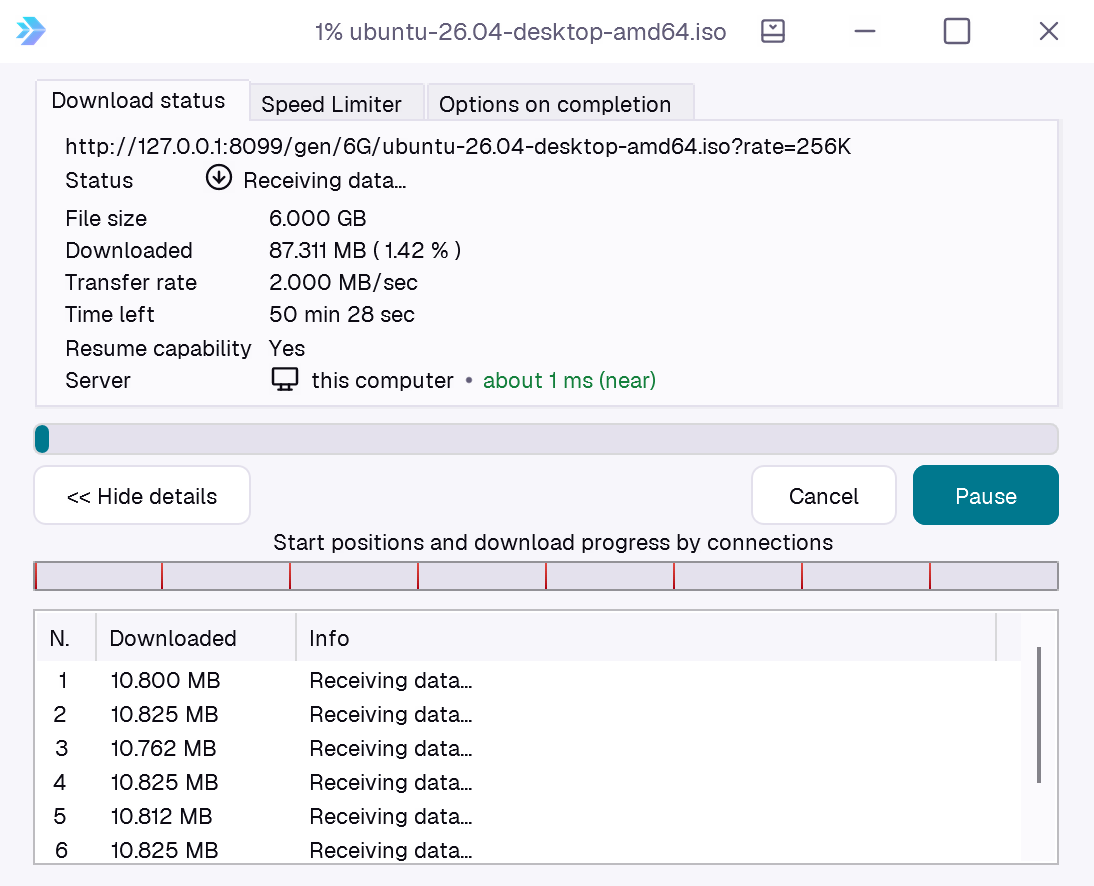 1% ubuntu-26.04-desktop-amd64.iso
Download status Speed Limiter Options on completion
http://127.0.0.1:8099/gen/6G/ubuntu-26.04-desktop-amd64.iso?rate=256K
Status Receiving data...
File size 6.000 GB
Downloaded 87.311 MB ( 1.42 % )
Transfer rate 2.000 MB/sec
Time left 50 min 28 sec
Resume capability Yes
Server this computer • about 1 ms (near)
<< Hide details Cancel Pause
Start positions and download progress by connections
N. Downloaded Info
1 10.800 MB Receiving data...
2 10.825 MB Receiving data...
3 10.762 MB Receiving data...
4 10.825 MB Receiving data...
5 10.812 MB Receiving data...
6 10.825 MB Receiving data...